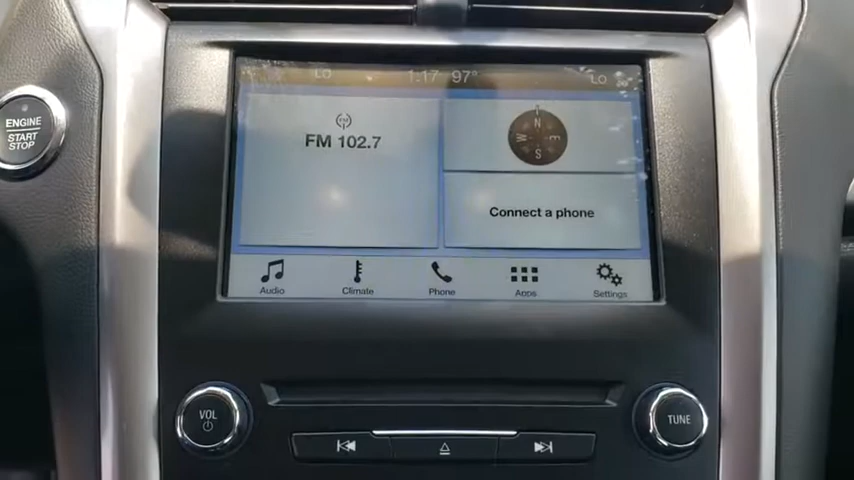 ENGINE
START
STOP
LO 1:17 97° LO
FM 102.7
N
W E
S
Connect a phone
Audio Climate Phone Apps Settings
VOL
TUNE